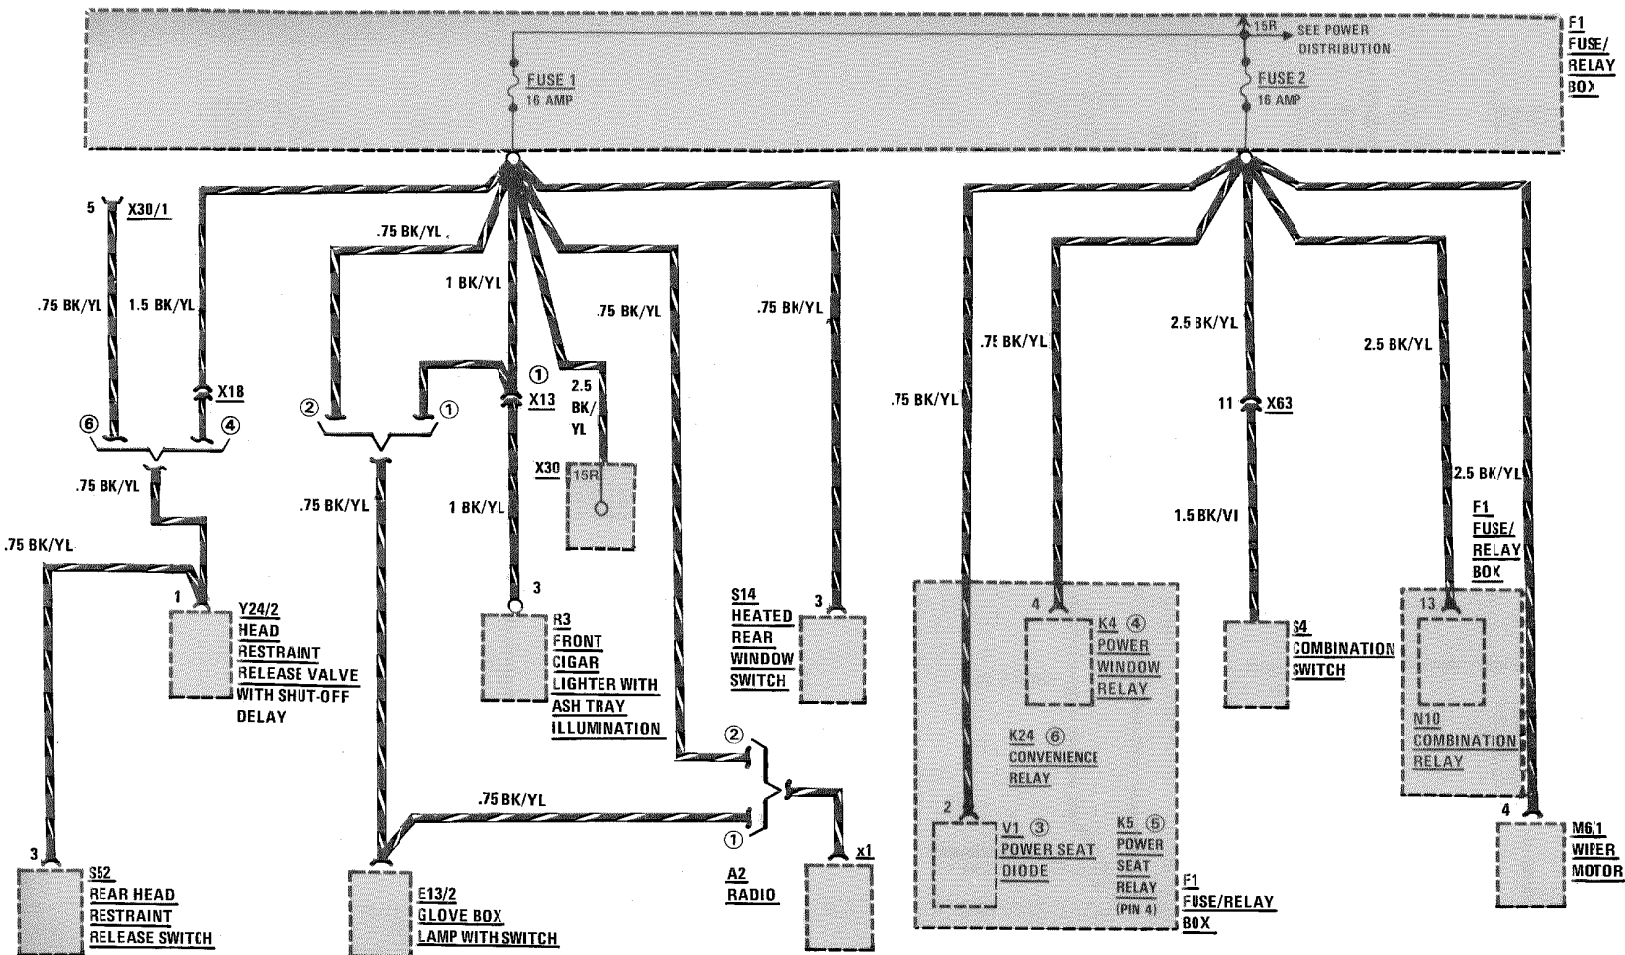 15R
SEE POWER
DISTRIBUTION
F1
FUSE/
RELAY
BOX
FUSE 1
16 AMP
FUSE 2
16 AMP
5
X30/1
.75 BK/YL
1 BK/YL
.75 BK/YL
1.5 BK/YL
.75 BK/YL
.75 BK/YL
.75 BK/YL
2.5 BK/YL
2.5 BK/YL
.75 BK/YL
X18
①
X13
2.5
BK/
YL
②
①
11
X63
⑥
④
X30
15R
.75 BK/YL
.75 BK/YL
1 BK/YL
2.5 BK/YL
1.5BK/VI
F1
FUSE/
RELAY
BOX
.75 BK/YL
1
Y24/2
HEAD
RESTRAINT
RELEASE VALVE
WITH SHUT-OFF
DELAY
3
R3
FRONT
CIGAR
LIGHTER WITH
ASH TRAY
ILLUMINATION
S14
HEATED
REAR
WINDOW
SWITCH
3
4
K4 ④
POWER
WINDOW
RELAY
S4
COMBINATION
SWITCH
13
N10
COMBINATION
RELAY
K24 ⑥
CONVENIENCE
RELAY
②
.75 BK/YL
①
2
V1 ③
POWER SEAT
DIODE
K5 ⑤
POWER
SEAT
RELAY
(PIN 4)
F1
FUSE/RELAY
BOX
4
M6/1
WIPER
MOTOR
3
S52
REAR HEAD
RESTRAINT
RELEASE SWITCH
E13/2
GLOVE BOX
LAMP WITH SWITCH
A2
RADIO
x1